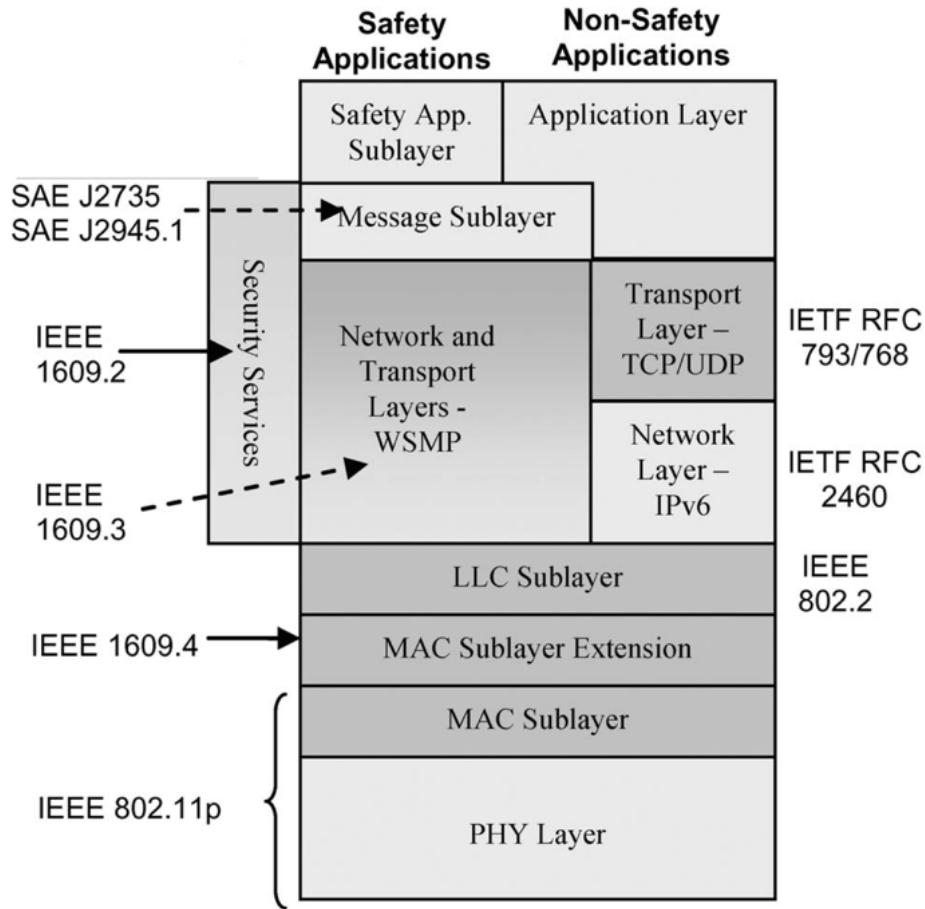 Safety
Applications
Non-Safety
Applications
Safety App.
Sublayer
Application Layer
SAE J2735
SAE J2945.1
Message Sublayer
Security Services
IEEE
1609.2
Network and
Transport
Layers -
WSMP
Transport
Layer –
TCP/UDP
IETF RFC
793/768
Network
Layer –
IPv6
IETF RFC
2460
IEEE
1609.3
LLC Sublayer
IEEE
802.2
IEEE 1609.4
MAC Sublayer Extension
MAC Sublayer
IEEE 802.11p
PHY Layer